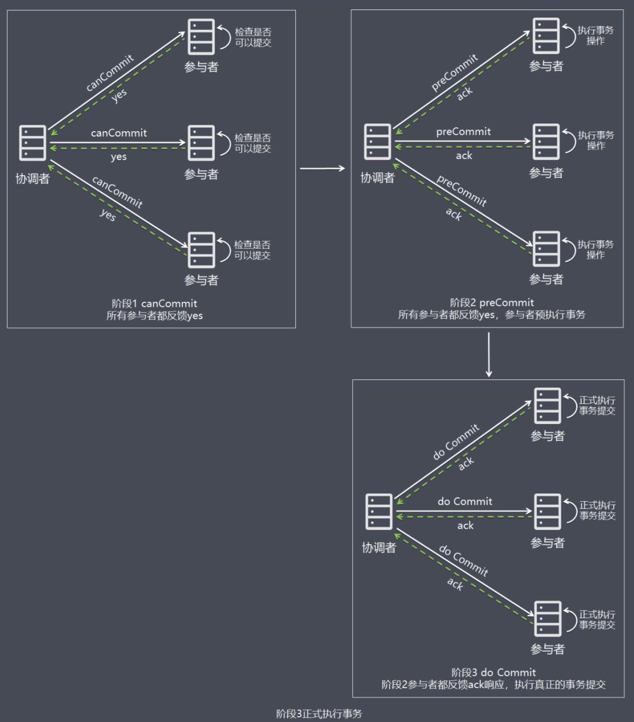 检查是否
可以提交
参与者
canCommit
yes
canCommit
yes
检查是否
可以提交
协调者
参与者
canCommit
yes
检查是否
可以提交
参与者
阶段1 canCommit
所有参与者都反馈yes
执行事务
操作
参与者
preCommit
ack
preCommit
ack
执行事务
操作
协调者
参与者
preCommit
ack
执行事务
操作
参与者
阶段2 preCommit
所有参与者都反馈yes，参与者预执行事务
正式执行
事务提交
参与者
do Commit
ack
do Commit
ack
正式执行
事务提交
协调者
参与者
do Commit
ack
正式执行
事务提交
参与者
阶段3 do Commit
阶段2参与者都反馈ack响应，执行真正的事务提交
阶段3正式执行事务